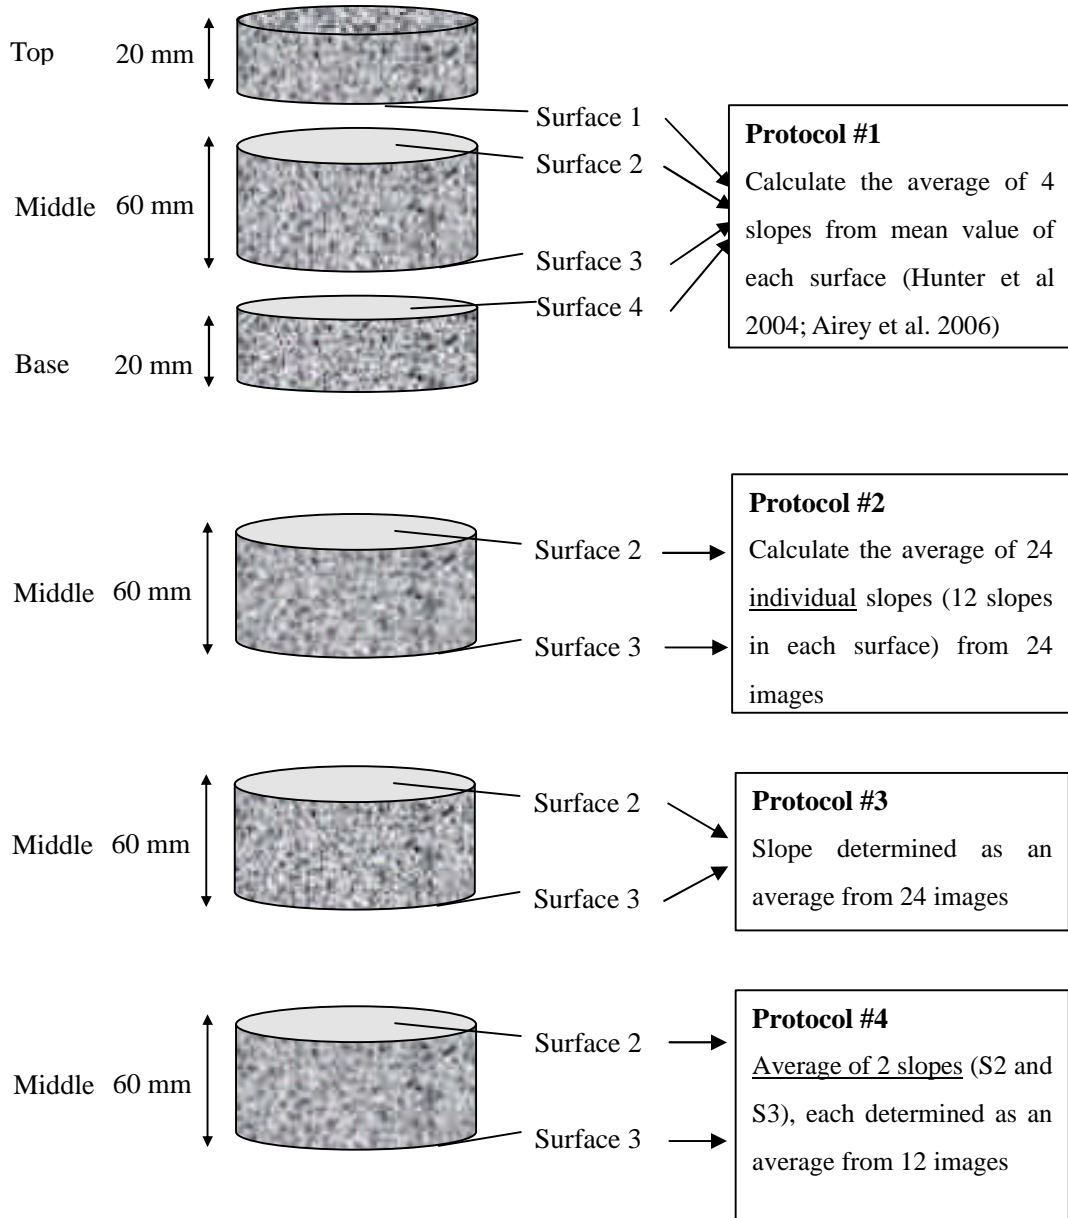 Top 20 mm
Surface 1
Surface 2
Middle 60 mm
Surface 3
Surface 4
Base 20 mm
Protocol #1
Calculate the average of 4
slopes from mean value of
each surface (Hunter et al
2004; Airey et al. 2006)
Middle 60 mm
Surface 2
Surface 3
Protocol #2
Calculate the average of 24
individual slopes (12 slopes
in each surface) from 24
images
Middle 60 mm
Surface 2
Surface 3
Protocol #3
Slope determined as an
average from 24 images
Middle 60 mm
Surface 2
Surface 3
Protocol #4
Average of 2 slopes (S2 and
S3), each determined as an
average from 12 images